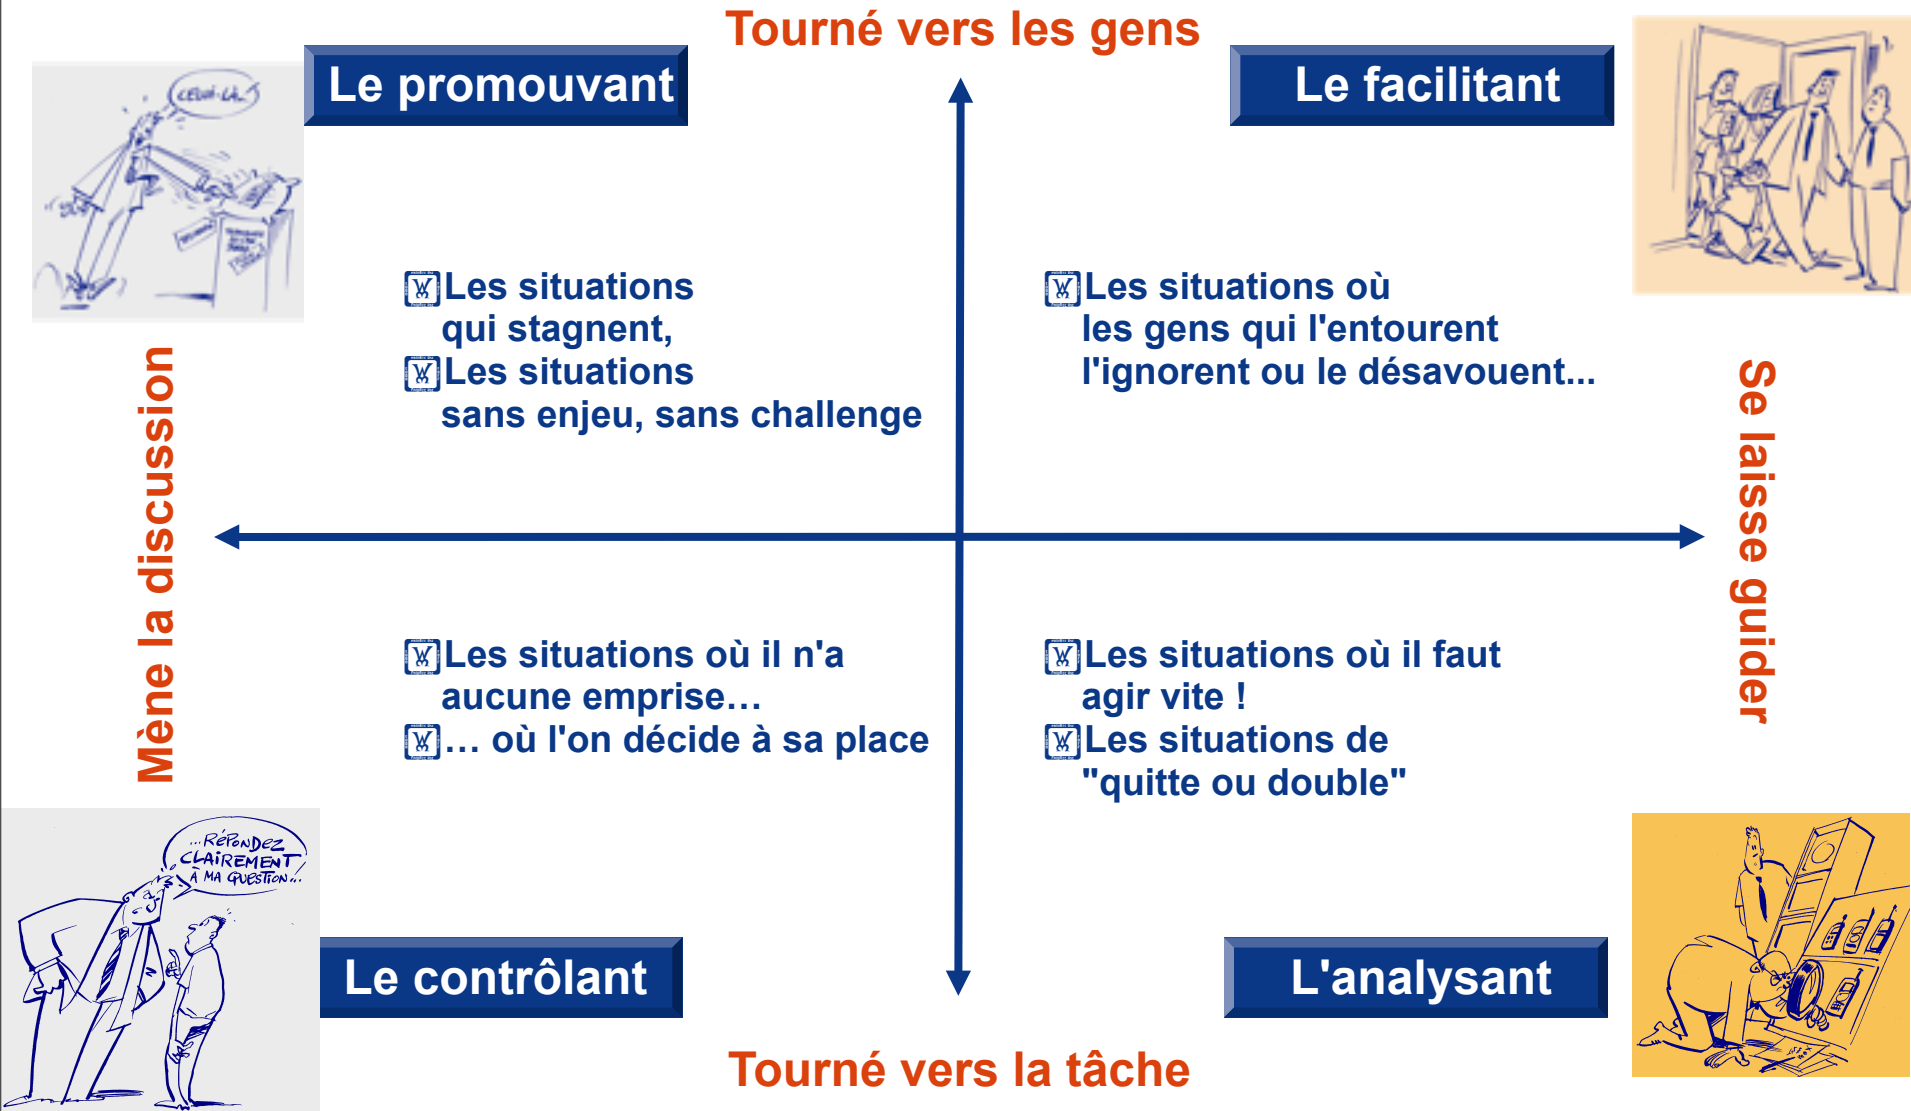 Tourné vers les gens
Le promouvant
Le facilitant
CELUI-LÀ..?
Les situations
qui stagnent,
Les situations
sans enjeu, sans challenge
Les situations où
les gens qui l'entourent
l'ignorent ou le désavouent...
Mène la discussion
Se laisse guider
Les situations où il n'a
aucune emprise…
… où l'on décide à sa place
Les situations où il faut
agir vite !
Les situations de
"quitte ou double"
...RÉPONDEZ
CLAIREMENT
À MA QUESTION...
Le contrôlant
L'analysant
Tourné vers la tâche